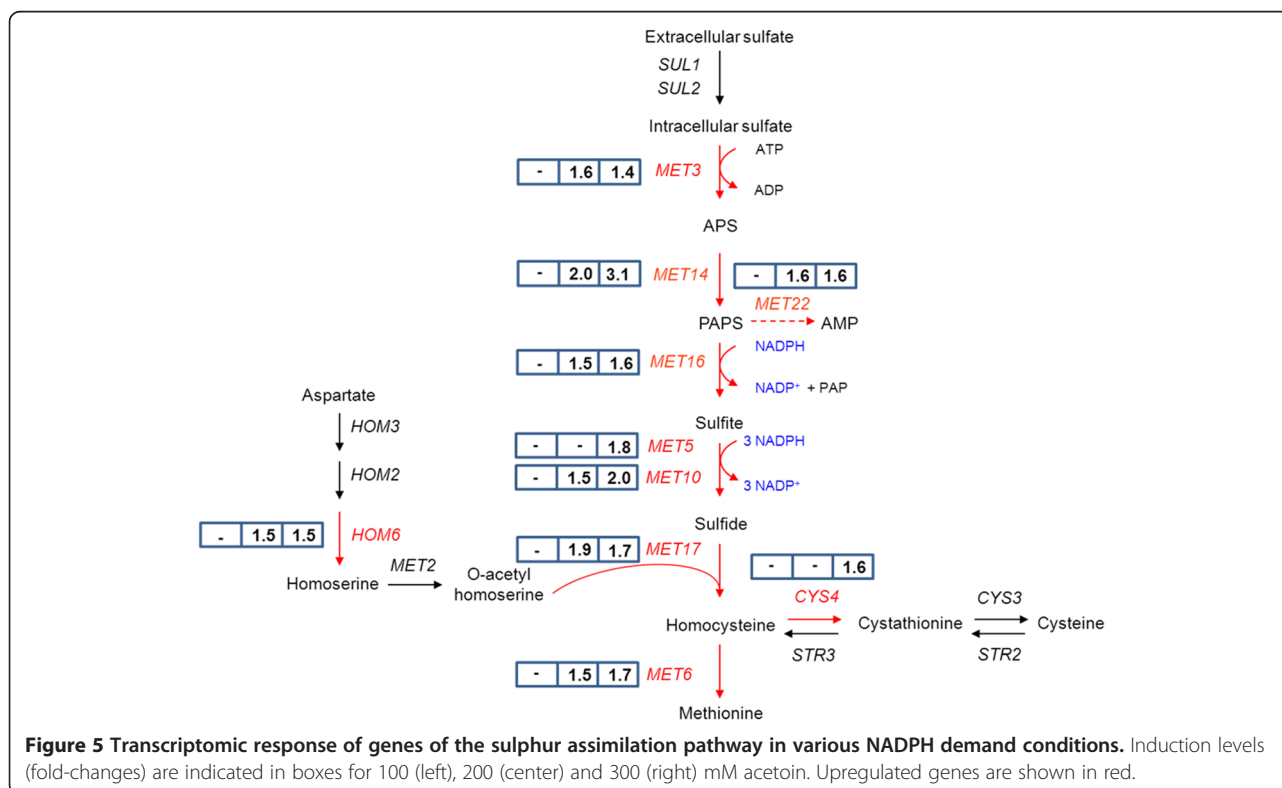 Extracellular sulfate
SUL1
SUL2
Intracellular sulfate
ATP
- 1.6 1.4 MET3
ADP
APS
- 2.0 3.1 MET14 - 1.6 1.6
MET22
PAPS AMP
NADPH
- 1.5 1.6 MET16
NADP+ + PAP
Aspartate
HOM3
Sulfite
- - 1.8 MET5 3 NADPH
HOM2
- 1.5 2.0 MET10 3 NADP+
Sulfide
- 1.5 1.5 HOM6
- 1.9 1.7 MET17
MET2
- - 1.6
Homoserine O-acetyl
homoserine
CYS4 CYS3
Homocysteine Cystathionine Cysteine
STR3 STR2
- 1.5 1.7 MET6
Methionine
Figure 5 Transcriptomic response of genes of the sulphur assimilation pathway in various NADPH demand conditions. Induction levels
(fold-changes) are indicated in boxes for 100 (left), 200 (center) and 300 (right) mM acetoin. Upregulated genes are shown in red.